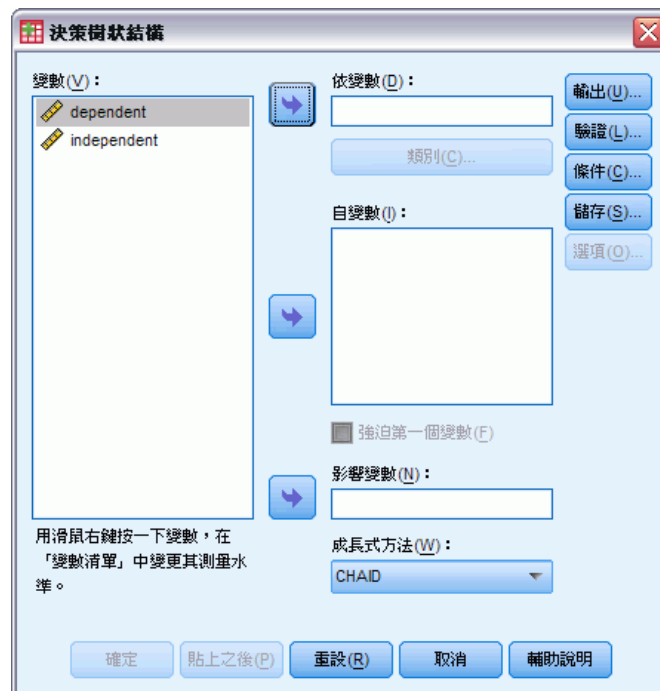 決策樹狀結構
變數(V)：
dependent
independent
用滑鼠右鍵按一下變數，在
「變數清單」中變更其測量水
準。
依變數(D)：
類別(C)...
自變數(I)：
強迫第一個變數(F)
影響變數(N)：
成長式方法(W)：
CHAID
輸出(U)...
驗證(L)...
條件(C)...
儲存(S)...
選項(O)...
確定
貼上之後(P)
重設(R)
取消
輔助說明